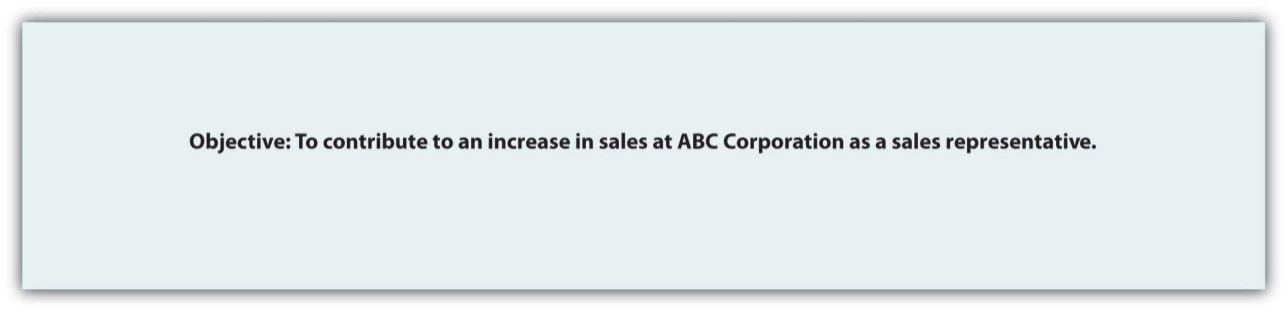 Objective: To contribute to an increase in sales at ABC Corporation as a sales representative.